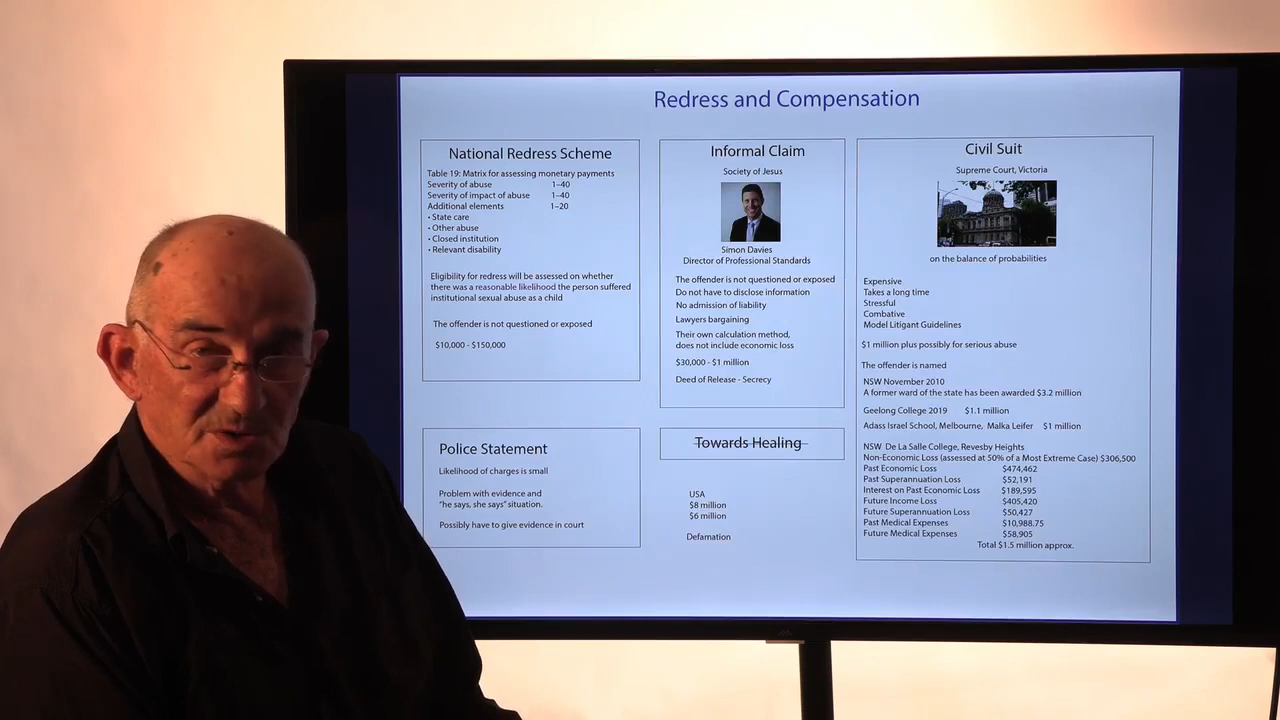 Redress and Compensation
National Redress Scheme
Table 19: Matrix for assessing monetary payments
Severity of abuse 1–40
Severity of impact of abuse 1–40
Additional elements 1–20
• State care
• Other abuse
• Closed institution
• Relevant disability
Eligibility for redress will be assessed on whether
there was a reasonable likelihood the person suffered
institutional sexual abuse as a child
The offender is not questioned or exposed
$10,000 - $150,000
Informal Claim
Society of Jesus
Simon Davies
Director of Professional Standards
The offender is not questioned or exposed
Do not have to disclose information
No admission of liability
Lawyers bargaining
Their own calculation method,
does not include economic loss
$30,000 - $1 million
Deed of Release - Secrecy
Civil Suit
Supreme Court, Victoria
on the balance of probabilities
Expensive
Takes a long time
Stressful
Combative
Model Litigant Guidelines
$1 million plus possibly for serious abuse
The offender is named
NSW November 2010
A former ward of the state has been awarded $3.2 million
Geelong College 2019 $1.1 million
Adass Israel School, Melbourne, Malka Leifer $1 million
NSW De La Salle College, Revesby Heights
Non-Economic Loss (assessed at 50% of a Most Extreme Case) $306,500
Past Economic Loss $474,462
Past Superannuation Loss $52,191
Interest on Past Economic Loss $189,595
Future Income Loss $405,420
Future Superannuation Loss $50,427
Past Medical Expenses $10,988.75
Future Medical Expenses $58,905
Total $1.5 million approx.
Police Statement
Likelihood of charges is small
Problem with evidence and
"he says, she says" situation.
Possibly have to give evidence in court
Towards Healing
USA
$8 million
$6 million
Defamation